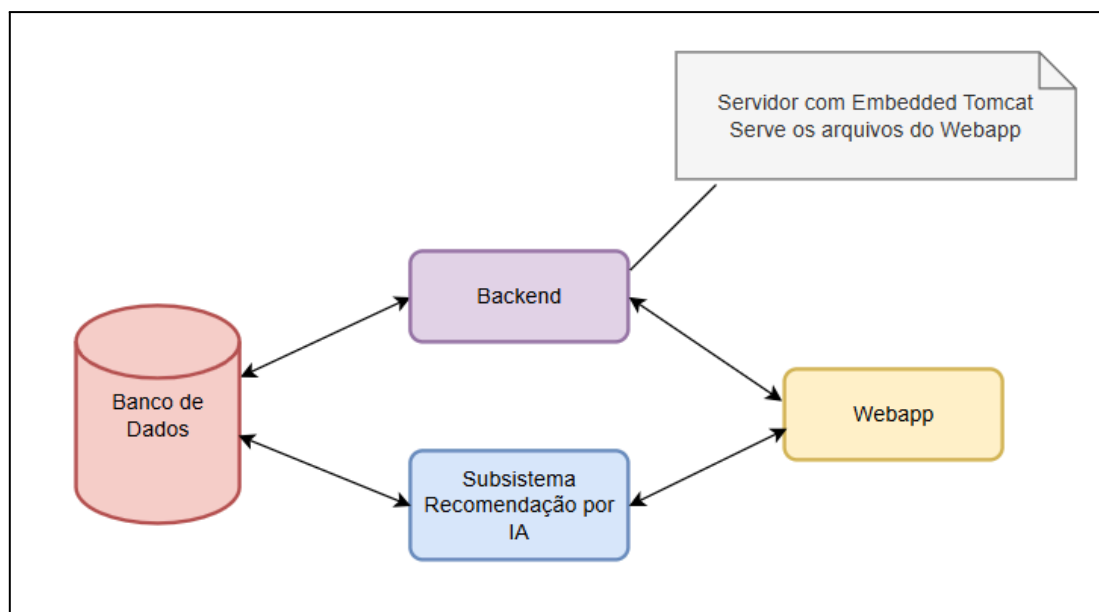 Servidor com Embedded Tomcat
Serve os arquivos do Webapp
Backend
Banco de
Dados
Webapp
Subsistema
Recomendação por
IA